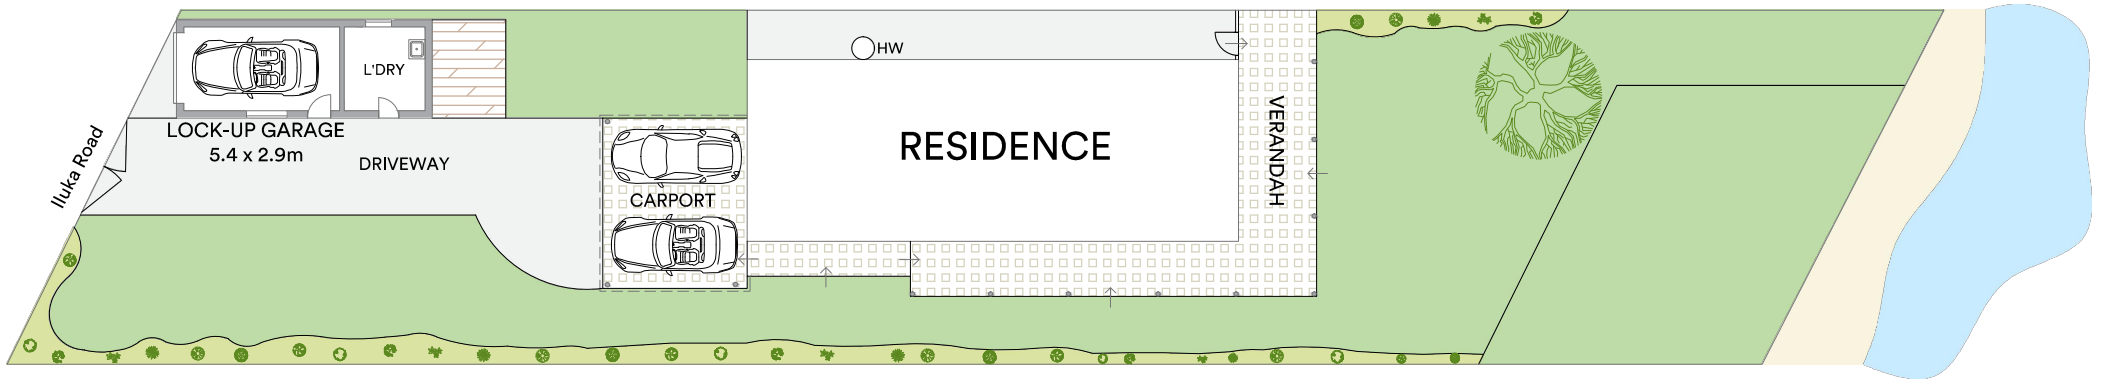 Iluka Road
L'DRY
LOCK-UP GARAGE
5.4 x 2.9m
DRIVEWAY
CARPORT
HW
RESIDENCE
VERANDAH